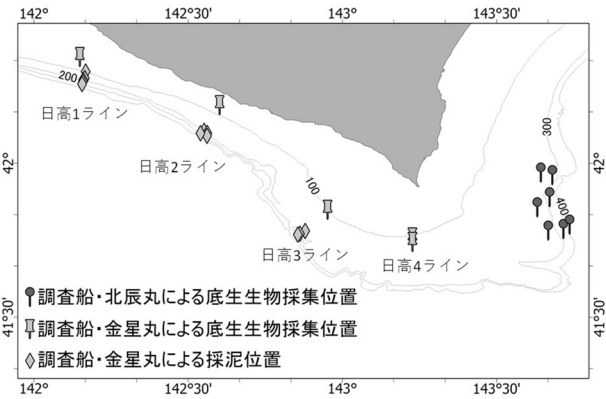 142°
142°30′
143°
143°30′
200
日高1ライン
日高2ライン
300
42°
42°
100
400
日高3ライン
日高4ライン
調査船・北辰丸による底生生物採集位置
41°30′
41°30′
調査船・金星丸による底生生物採集位置
調査船・金星丸による採泥位置
142°
142°30′
143°
143°30′